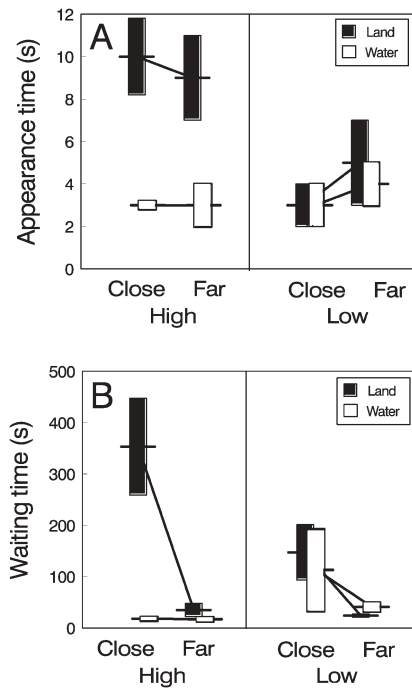 A
Appearance time (s)
12
10
8
6
4
2
0
Land
Water
Close Far Close Far
High Low
B
Waiting time (s)
500
400
300
200
100
0
Land
Water
Close Far Close Far
High Low